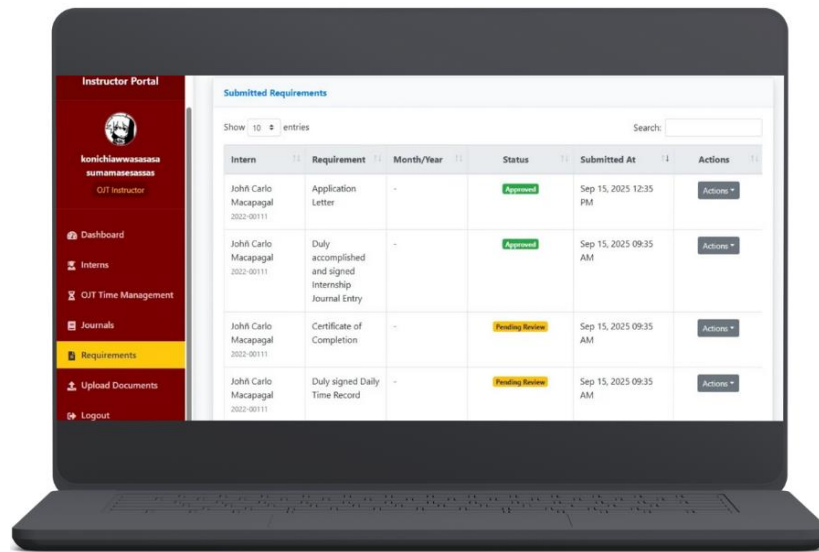 Instructor Portal
konichiawwasasasa
sumamasesassas
OJT Instructor
Dashboard
Interns
OJT Time Management
Journals
Requirements
Upload Documents
Logout
Submitted Requirements
Show 10 entries
Search:
Intern Requirement Month/Year Status Submitted At Actions
Johñ Carlo Application - Approved Sep 15, 2025 12:35 Actions
Macapagal Letter PM
2022-00111
Johñ Carlo Duly - Approved Sep 15, 2025 09:35 Actions
Macapagal accomplished AM
2022-00111 and signed
Internship
Journal Entry
Johñ Carlo Certificate of - Pending Review Sep 15, 2025 09:35 Actions
Macapagal Completion AM
2022-00111
Johñ Carlo Duly signed Daily - Pending Review Sep 15, 2025 09:35 Actions
Macapagal Time Record AM
2022-00111